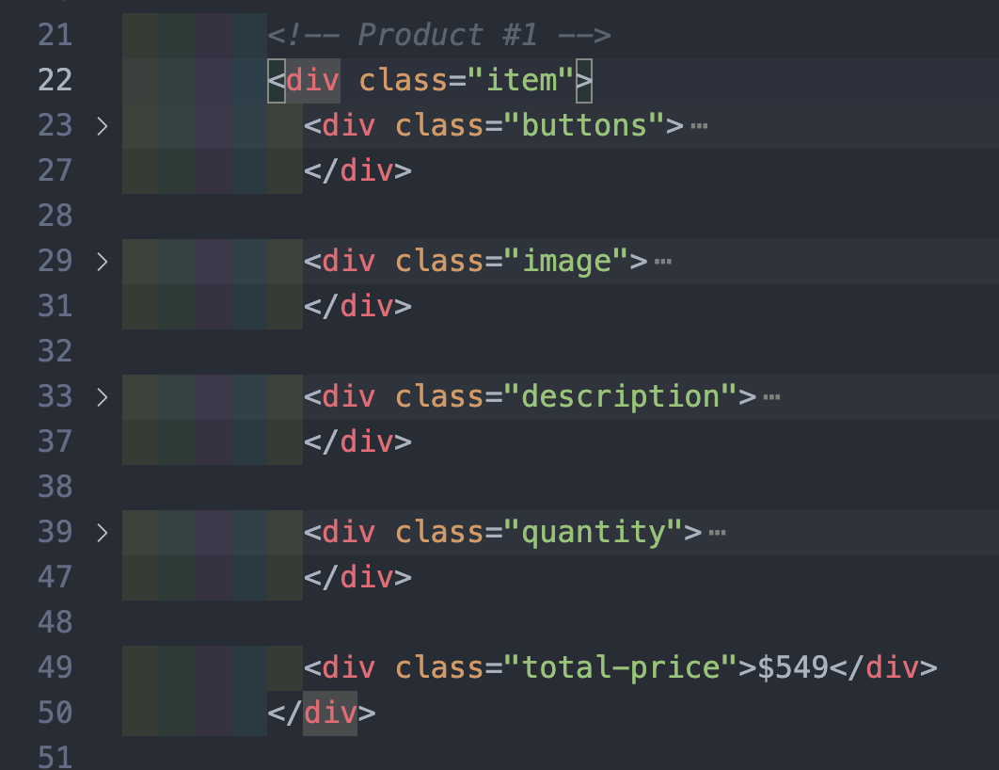 21 <!-- Product #1 -->
22 <div class="item">
23 > <div class="buttons">⋯
27 </div>
28
29 > <div class="image">⋯
31 </div>
32
33 > <div class="description">⋯
37 </div>
38
39 > <div class="quantity">⋯
47 </div>
48
49 <div class="total-price">$549</div>
50 </div>
51